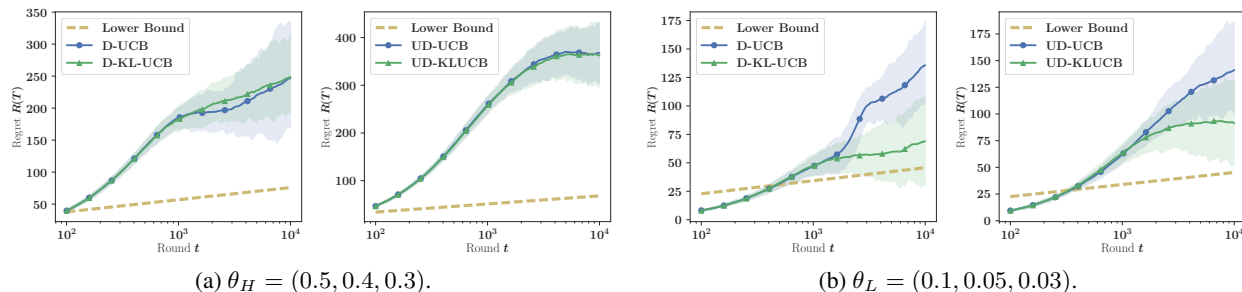 350
300
250
200
150
100
50
Regret R(T)
Lower Bound
D-UCB
D-KL-UCB
10²
10³
10⁴
Round t
400
300
200
100
Regret R(T)
Lower Bound
UD-UCB
UD-KLUCB
10²
10³
10⁴
Round t
(a) θ_H = (0.5, 0.4, 0.3).
175
150
125
100
75
50
25
0
Regret R(T)
Lower Bound
D-UCB
D-KL-UCB
10²
10³
10⁴
Round t
200
175
150
125
100
75
50
25
0
Regret R(T)
Lower Bound
UD-UCB
UD-KLUCB
10²
10³
10⁴
Round t
(b) θ_L = (0.1, 0.05, 0.03).